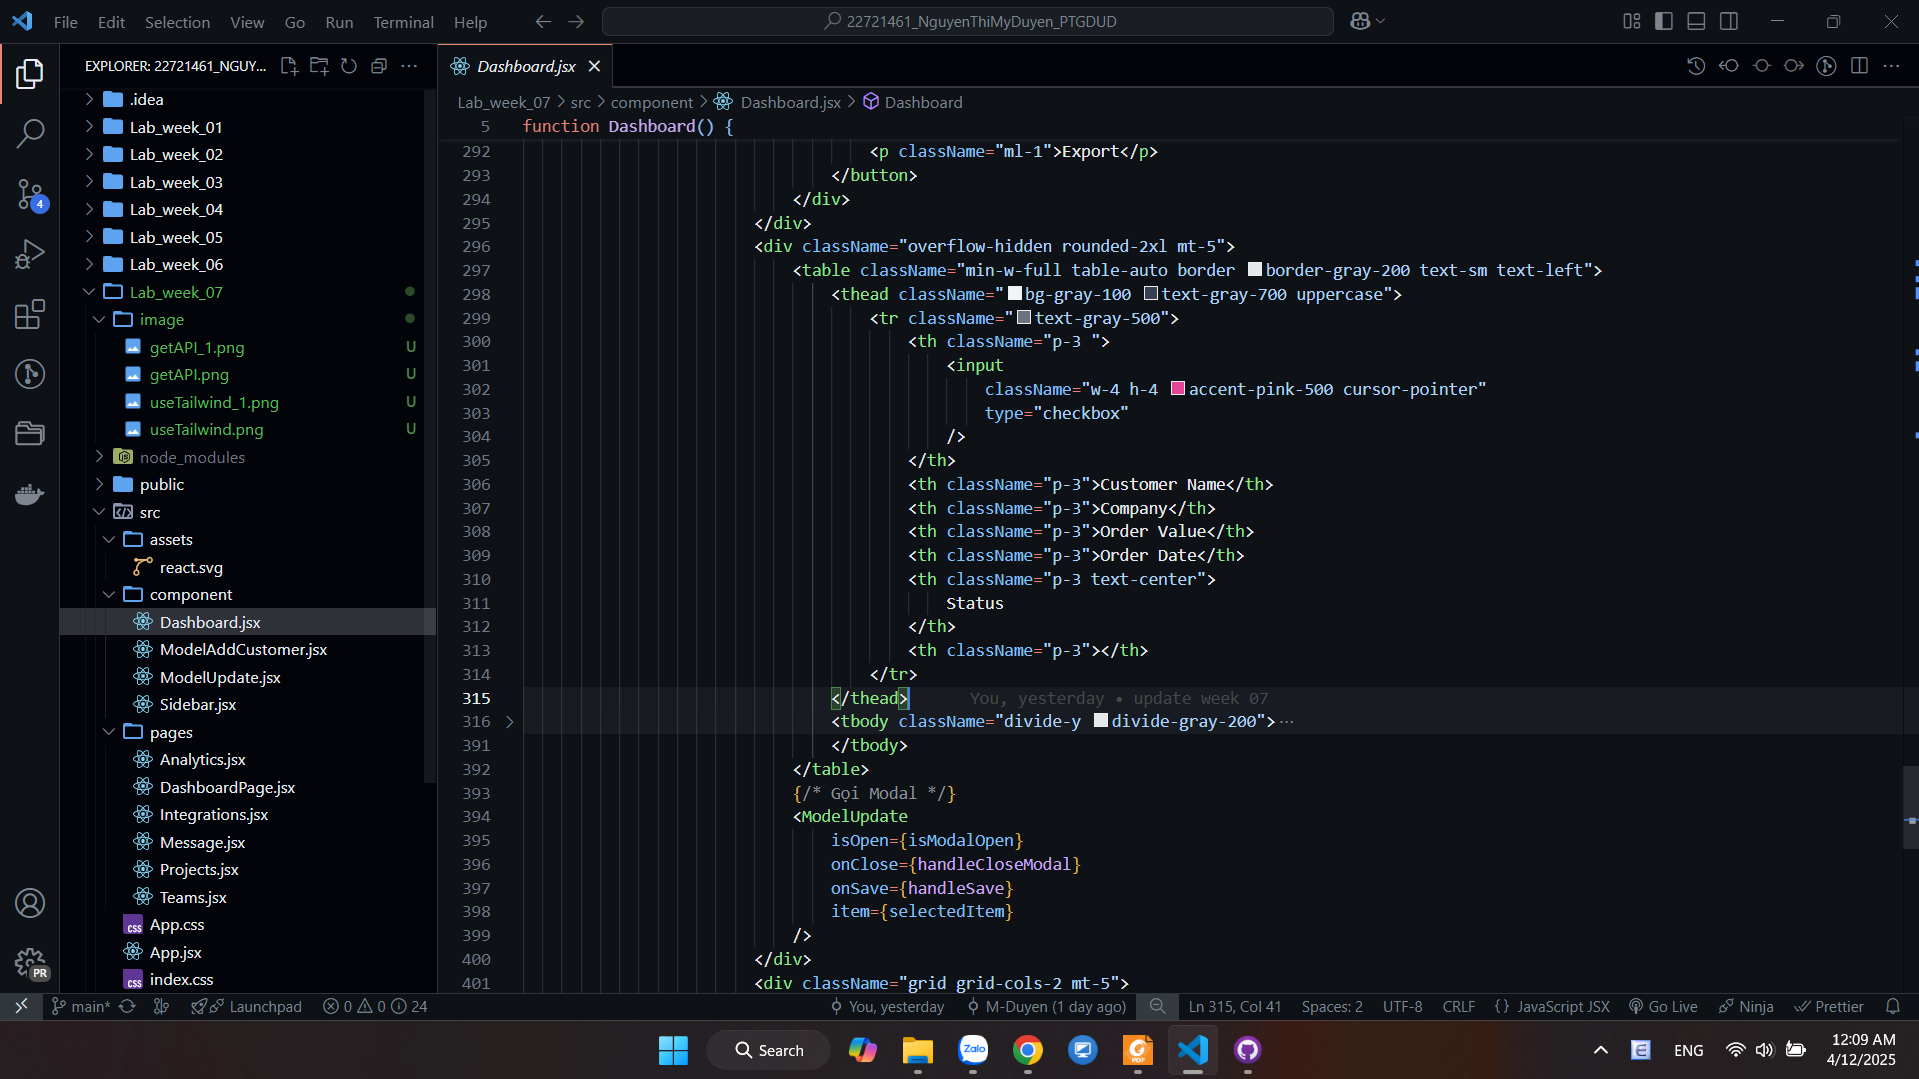 File Edit Selection View Go Run Terminal Help
22721461_NguyenThiMyDuyen_PTGDUD
EXPLORER: 22721461_NGUY...
.idea
Lab_week_01
Lab_week_02
Lab_week_03
Lab_week_04
Lab_week_05
Lab_week_06
Lab_week_07
image
getAPI_1.png U
getAPI.png U
useTailwind_1.png U
useTailwind.png U
node_modules
public
src
assets
react.svg
component
Dashboard.jsx
ModelAddCustomer.jsx
ModelUpdate.jsx
Sidebar.jsx
pages
Analytics.jsx
DashboardPage.jsx
Integrations.jsx
Message.jsx
Projects.jsx
Teams.jsx
App.css
App.jsx
index.css
4
PR
Dashboard.jsx
Lab_week_07 > src > component > Dashboard.jsx > Dashboard
5 function Dashboard() {
292 <p className="ml-1">Export</p>
293 </button>
294 </div>
295 </div>
296 <div className="overflow-hidden rounded-2xl mt-5">
297 <table className="min-w-full table-auto border border-gray-200 text-sm text-left">
298 <thead className="bg-gray-100 text-gray-700 uppercase">
299 <tr className="text-gray-500">
300 <th className="p-3 ">
301 <input
302 className="w-4 h-4 accent-pink-500 cursor-pointer"
303 type="checkbox"
304 />
305 </th>
306 <th className="p-3">Customer Name</th>
307 <th className="p-3">Company</th>
308 <th className="p-3">Order Value</th>
309 <th className="p-3">Order Date</th>
310 <th className="p-3 text-center">
311 Status
312 </th>
313 <th className="p-3"></th>
314 </tr>
315 </thead> You, yesterday • update week 07
316 <tbody className="divide-y divide-gray-200">...
391 </tbody>
392 </table>
393 {/* Gọi Modal */}
394 <ModelUpdate
395 isOpen={isModalOpen}
396 onClose={handleCloseModal}
397 onSave={handleSave}
398 item={selectedItem}
399 />
400 </div>
401 <div className="grid grid-cols-2 mt-5">
main* Launchpad 0 0 24 You, yesterday M-Duyen (1 day ago) Ln 315, Col 41 Spaces: 2 UTF-8 CRLF {} JavaScript JSX Go Live Ninja Prettier
Search Zalo PDF ENG 12:09 AM
4/12/2025